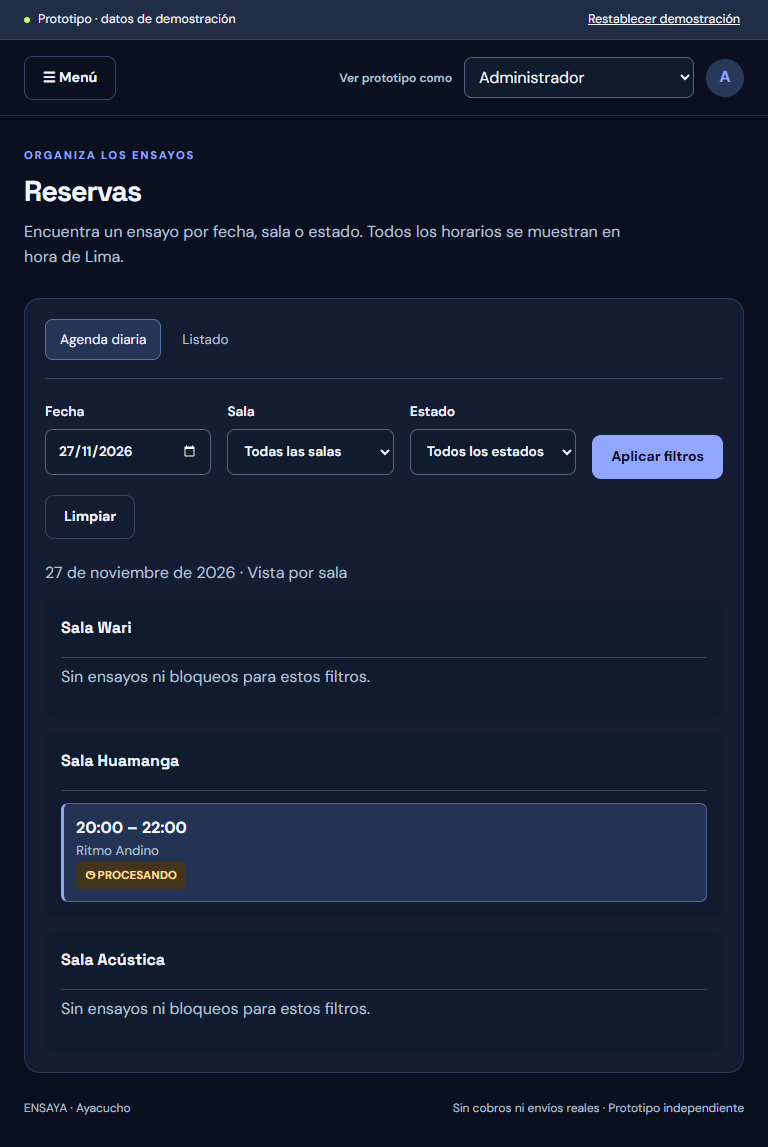 Prototipo · datos de demostración
Restablecer demostración
☰ Menú
Ver prototipo como
Administrador
A
ORGANIZA LOS ENSAYOS
Reservas
Encuentra un ensayo por fecha, sala o estado. Todos los horarios se muestran en
hora de Lima.
Agenda diaria
Listado
Fecha
Sala
Estado
27/11/2026
Todas las salas
Todos los estados
Aplicar filtros
Limpiar
27 de noviembre de 2026 · Vista por sala
Sala Wari
Sin ensayos ni bloqueos para estos filtros.
Sala Huamanga
20:00 – 22:00
Ritmo Andino
PROCESANDO
Sala Acústica
Sin ensayos ni bloqueos para estos filtros.
ENSAYA · Ayacucho
Sin cobros ni envíos reales · Prototipo independiente